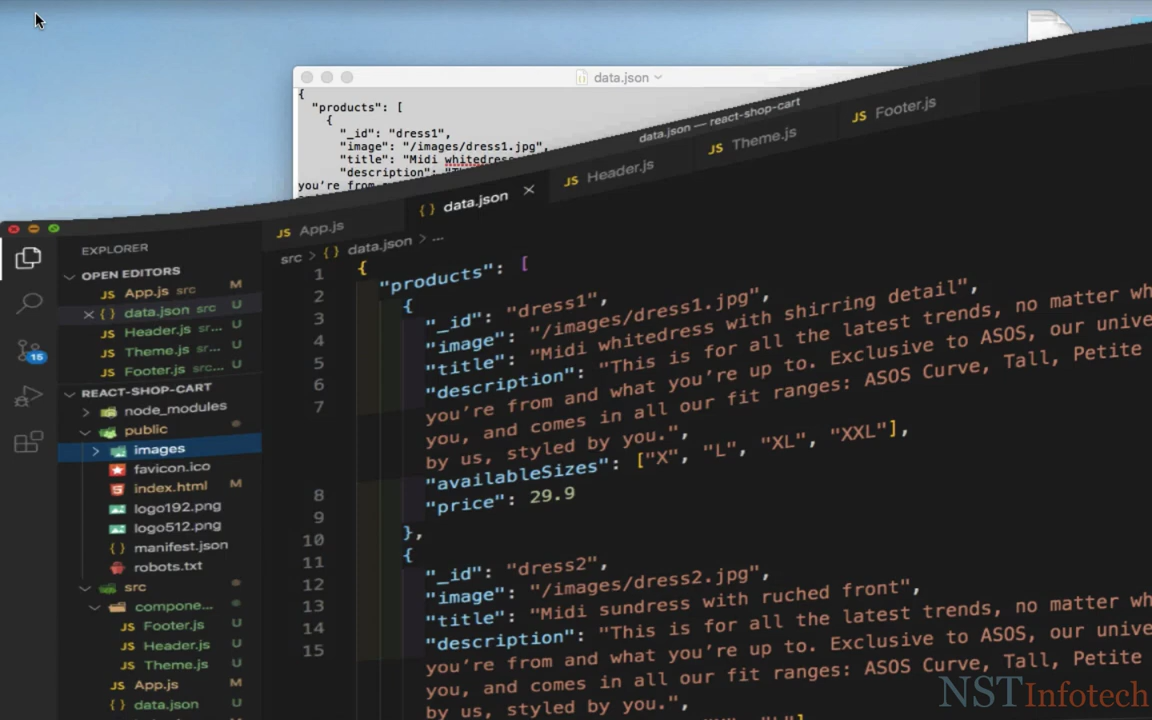 data.json
{
"products": [
{
"_id": "dress1",
"image": "/images/dress1.jpg",
"title": "Midi whitedress
"description":
you're from
data.json — react-shop-cart
JS App.js
{ } data.json ×
JS Header.js
JS Theme.js
JS Footer.js
src > { } data.json > ...
EXPLORER
OPEN EDITORS
JS App.js src M
× { } data.json src U
JS Header.js sr... U
JS Theme.js sr... U
JS Footer.js src... U
15
REACT-SHOP-CART
> node_modules
public
> images
favicon.ico
index.html M
logo192.png
logo512.png
{ } manifest.json
robots.txt
src
compone...
JS Footer.js U
JS Header.js U
JS Theme.js U
JS App.js M
{ } data.json U
1 {
2 "products": [
3 {
4 "_id": "dress1",
5 "image": "/images/dress1.jpg",
6 "title": "Midi whitedress with shirring detail",
7 "description": "This is for all the latest trends, no matter wh
you're from and what you're up to. Exclusive to ASOS, our unive
you, and comes in all our fit ranges: ASOS Curve, Tall, Petite
by us, styled by you.",
8 "availableSizes": ["X", "L", "XL", "XXL"],
9 "price": 29.9
10 },
11 {
12 "_id": "dress2",
13 "image": "/images/dress2.jpg",
14 "title": "Midi sundress with ruched front",
15 "description": "This is for all the latest trends, no matter wh
you're from and what you're up to. Exclusive to ASOS, our unive
you, and comes in all our fit ranges: ASOS Curve, Tall, Petite
by us, styled by you.",
NSTInfotech